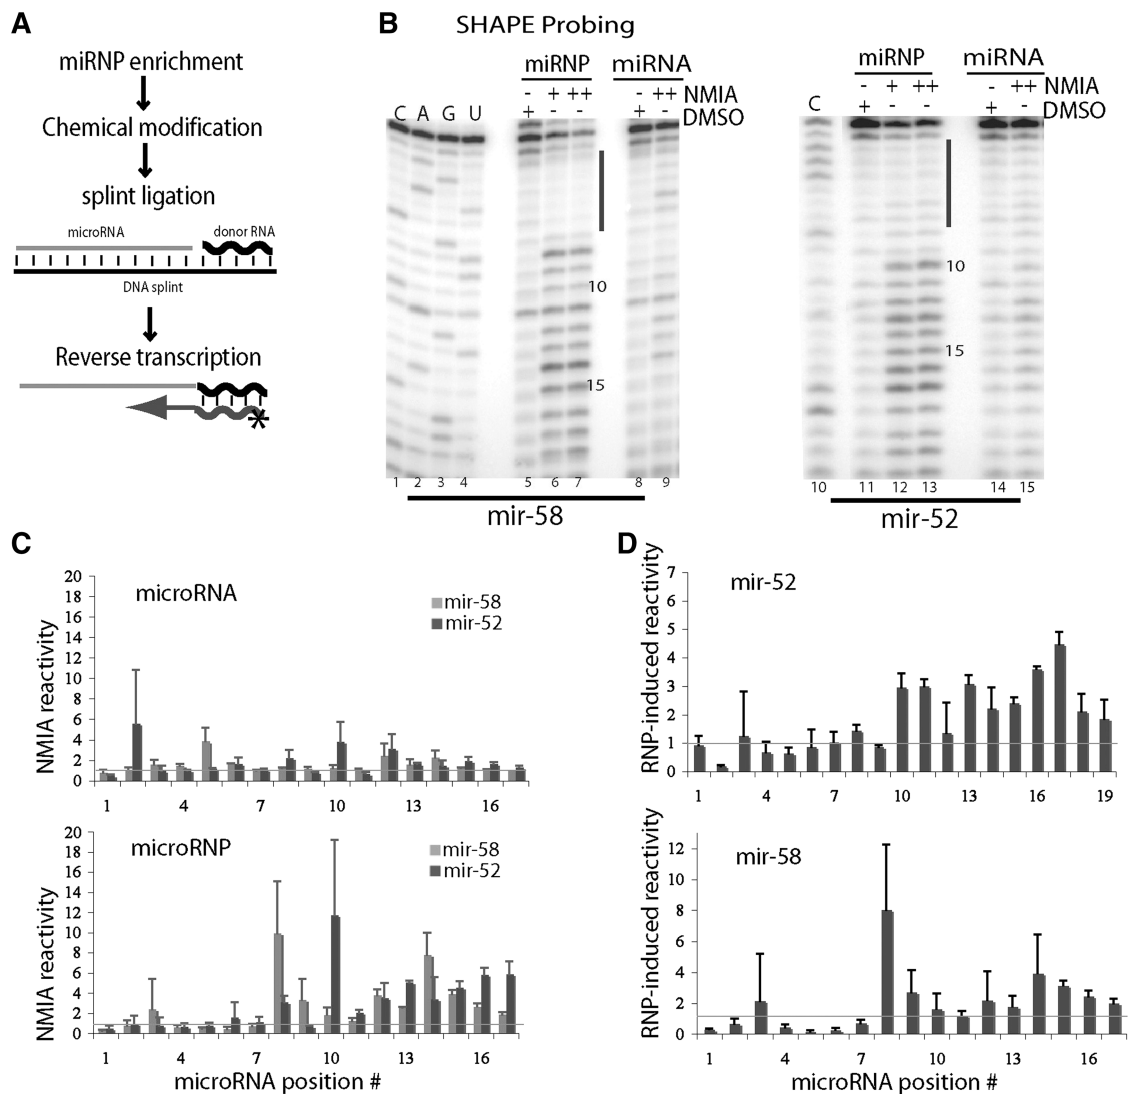 A
miRNP enrichment
Chemical modification
splint ligation
microRNA donor RNA
DNA splint
Reverse transcription
*
B
SHAPE Probing
miRNP miRNA
- + ++ - ++ NMIA
C A G U + - - + - DMSO
10
15
1 2 3 4 5 6 7 8 9
mir-58
miRNP miRNA
- + ++ - ++ NMIA
C + - - + - DMSO
10
15
10 11 12 13 14 15
mir-52
C
NMIA reactivity
20
18
16
14
12
10
8
6
4
2
0
microRNA
mir-58
mir-52
1 4 7 10 13 16
NMIA reactivity
20
18
16
14
12
10
8
6
4
2
0
microRNP
mir-58
mir-52
1 4 7 10 13 16
microRNA position #
D
RNP-induced reactivity
7
6
5
4
3
2
1
0
mir-52
1 4 7 10 13 16 19
RNP-induced reactivity
12
10
8
6
4
2
0
mir-58
1 4 7 10 13 16
microRNA position #